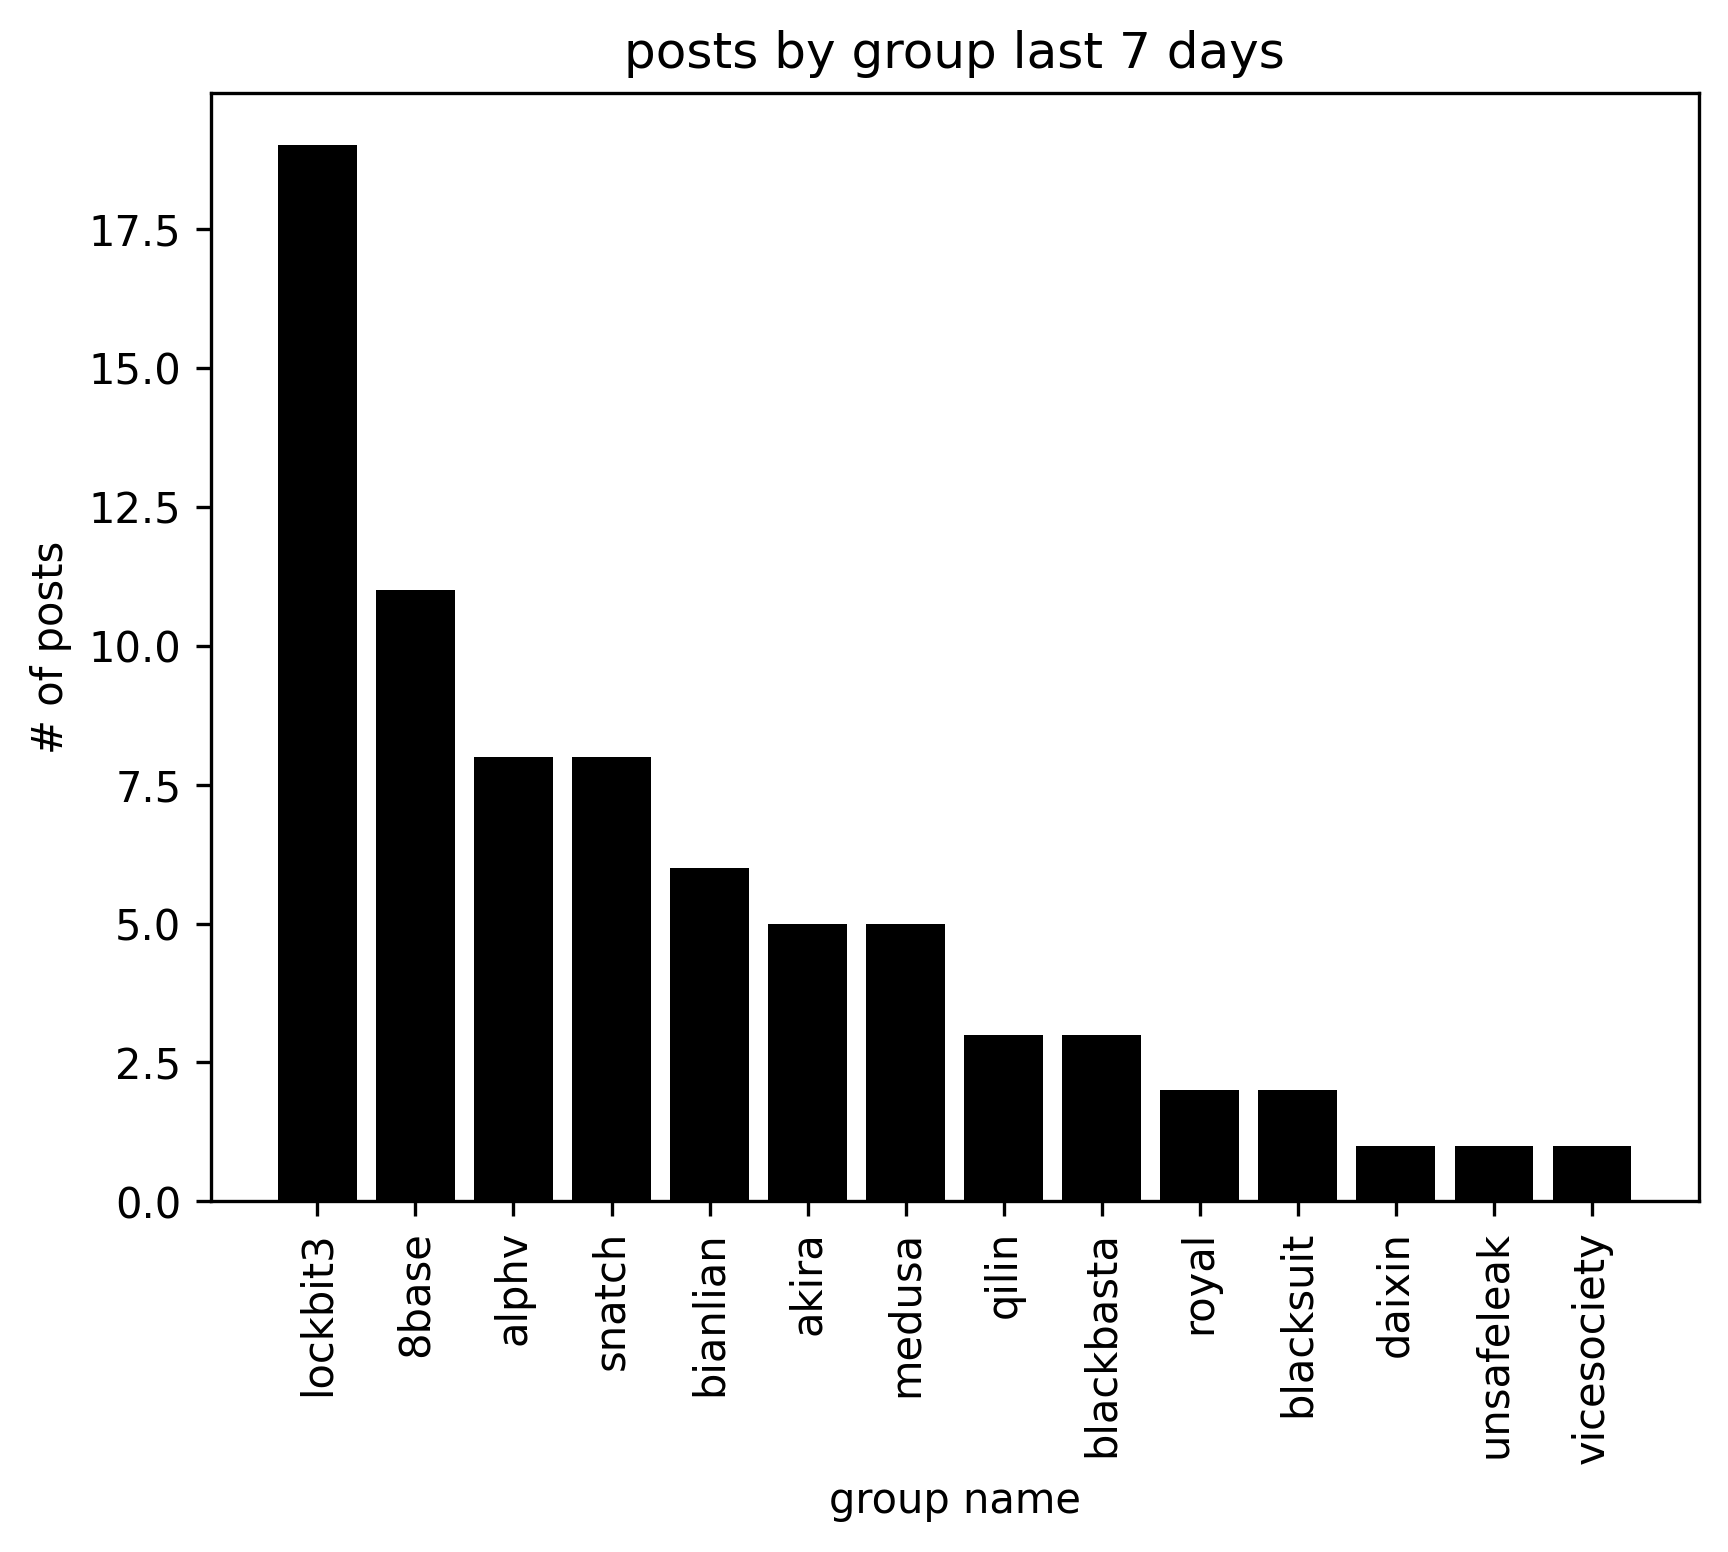 posts by group last 7 days
# of posts
17.5
15.0
12.5
10.0
7.5
5.0
2.5
0.0
lockbit3
8base
alphv
snatch
bianlian
akira
medusa
qilin
blackbasta
royal
blacksuit
daixin
unsafeleak
vicesociety
group name